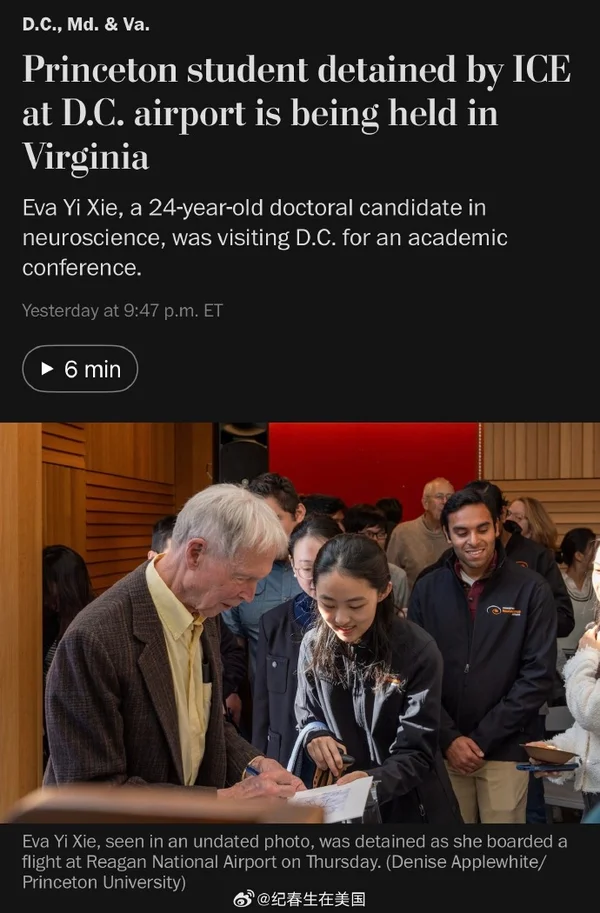 D.C., Md. & Va.
Princeton student detained by ICE
at D.C. airport is being held in
Virginia
Eva Yi Xie, a 24-year-old doctoral candidate in
neuroscience, was visiting D.C. for an academic
conference.
Yesterday at 9:47 p.m. ET
6 min
Eva Yi Xie, seen in an undated photo, was detained as she boarded a
flight at Reagan National Airport on Thursday. (Denise Applewhite/
Princeton University)
@纪春生在美国